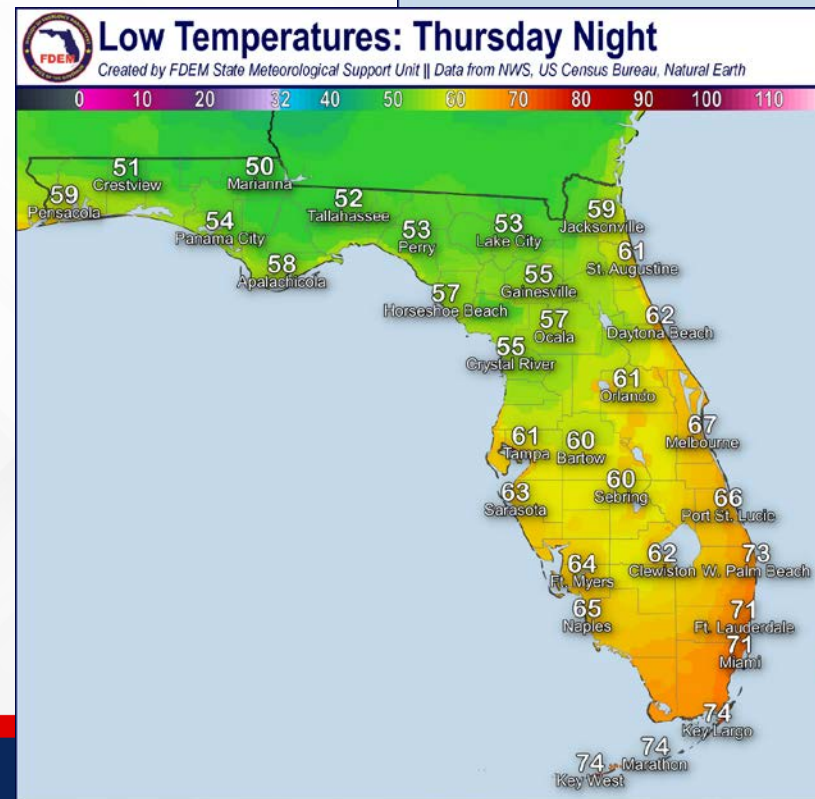 FDEM
Low Temperatures: Thursday Night
Created by FDEM State Meteorological Support Unit || Data from NWS, US Census Bureau, Natural Earth
0 10 20 32 40 50 60 70 80 90 100 110
51
Crestview
50
Marianna
59
Pensacola
52
Tallahassee
54
Panama City
53
Perry
53
Lake City
59
Jacksonville
58
Apalachicola
61
St. Augustine
55
Gainesville
57
Horseshoe Beach
57
Ocala
62
Daytona Beach
55
Crystal River
61
Orlando
67
Melbourne
61
Tampa
60
Bartow
60
Sebring
63
Sarasota
66
Port St. Lucie
64
Ft. Myers
62
Clewiston
73
W. Palm Beach
65
Naples
71
Ft. Lauderdale
71
Miami
74
Key Largo
74
Marathon
74
Key West